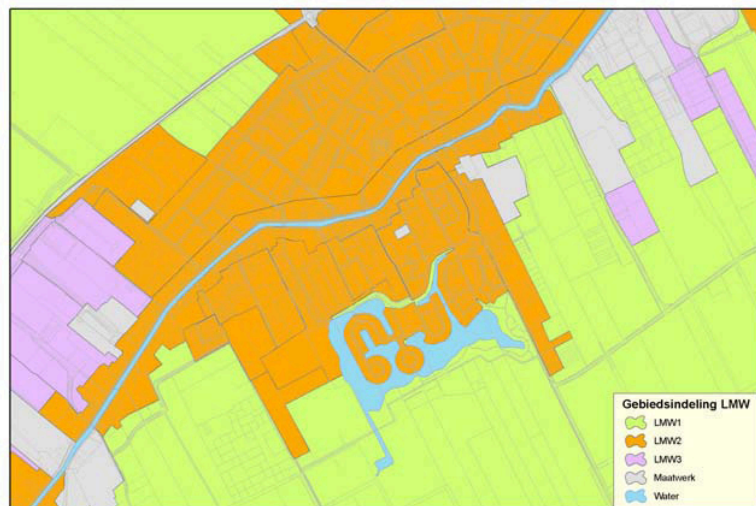 Gebiedsindeling LMW
LMW1
LMW2
LMW3
Maatwerk
Water